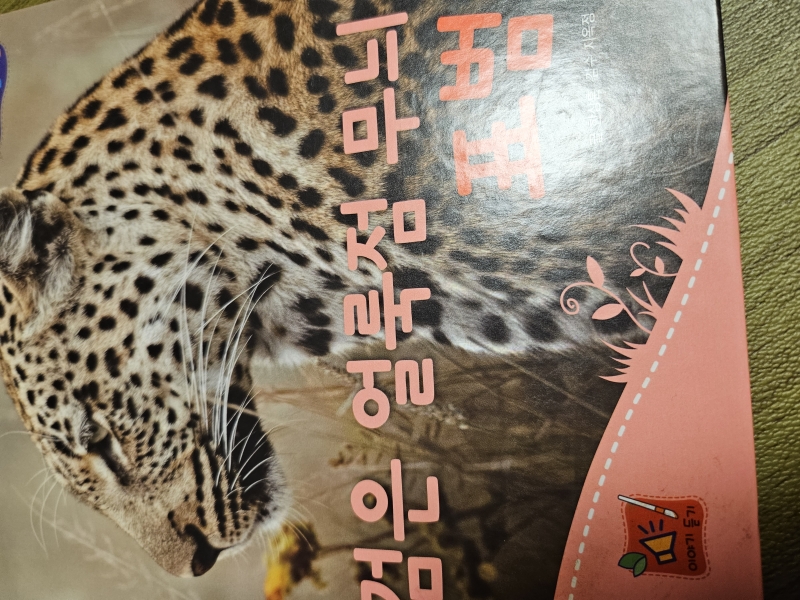 검은 얼룩점 무늬
표범
이야기 듣기